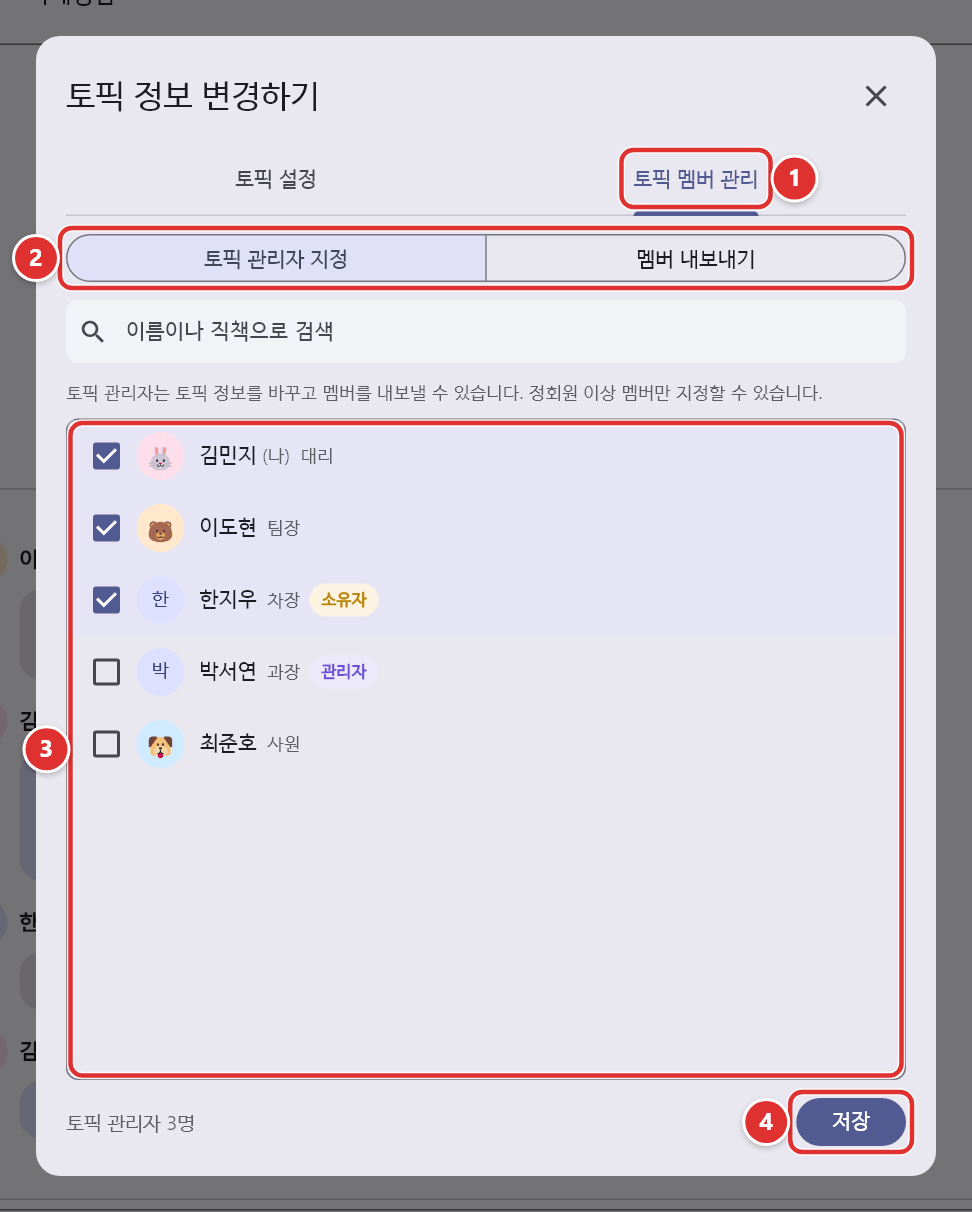 토픽 정보 변경하기
토픽 설정
토픽 멤버 관리
1
2
토픽 관리자 지정
멤버 내보내기
이름이나 직책으로 검색
토픽 관리자는 토픽 정보를 바꾸고 멤버를 내보낼 수 있습니다. 정회원 이상 멤버만 지정할 수 있습니다.
김민지 (나) 대리
이도현 팀장
한 한지우 차장 소유자
박 박서연 과장 관리자
3
최준호 사원
토픽 관리자 3명
4
저장